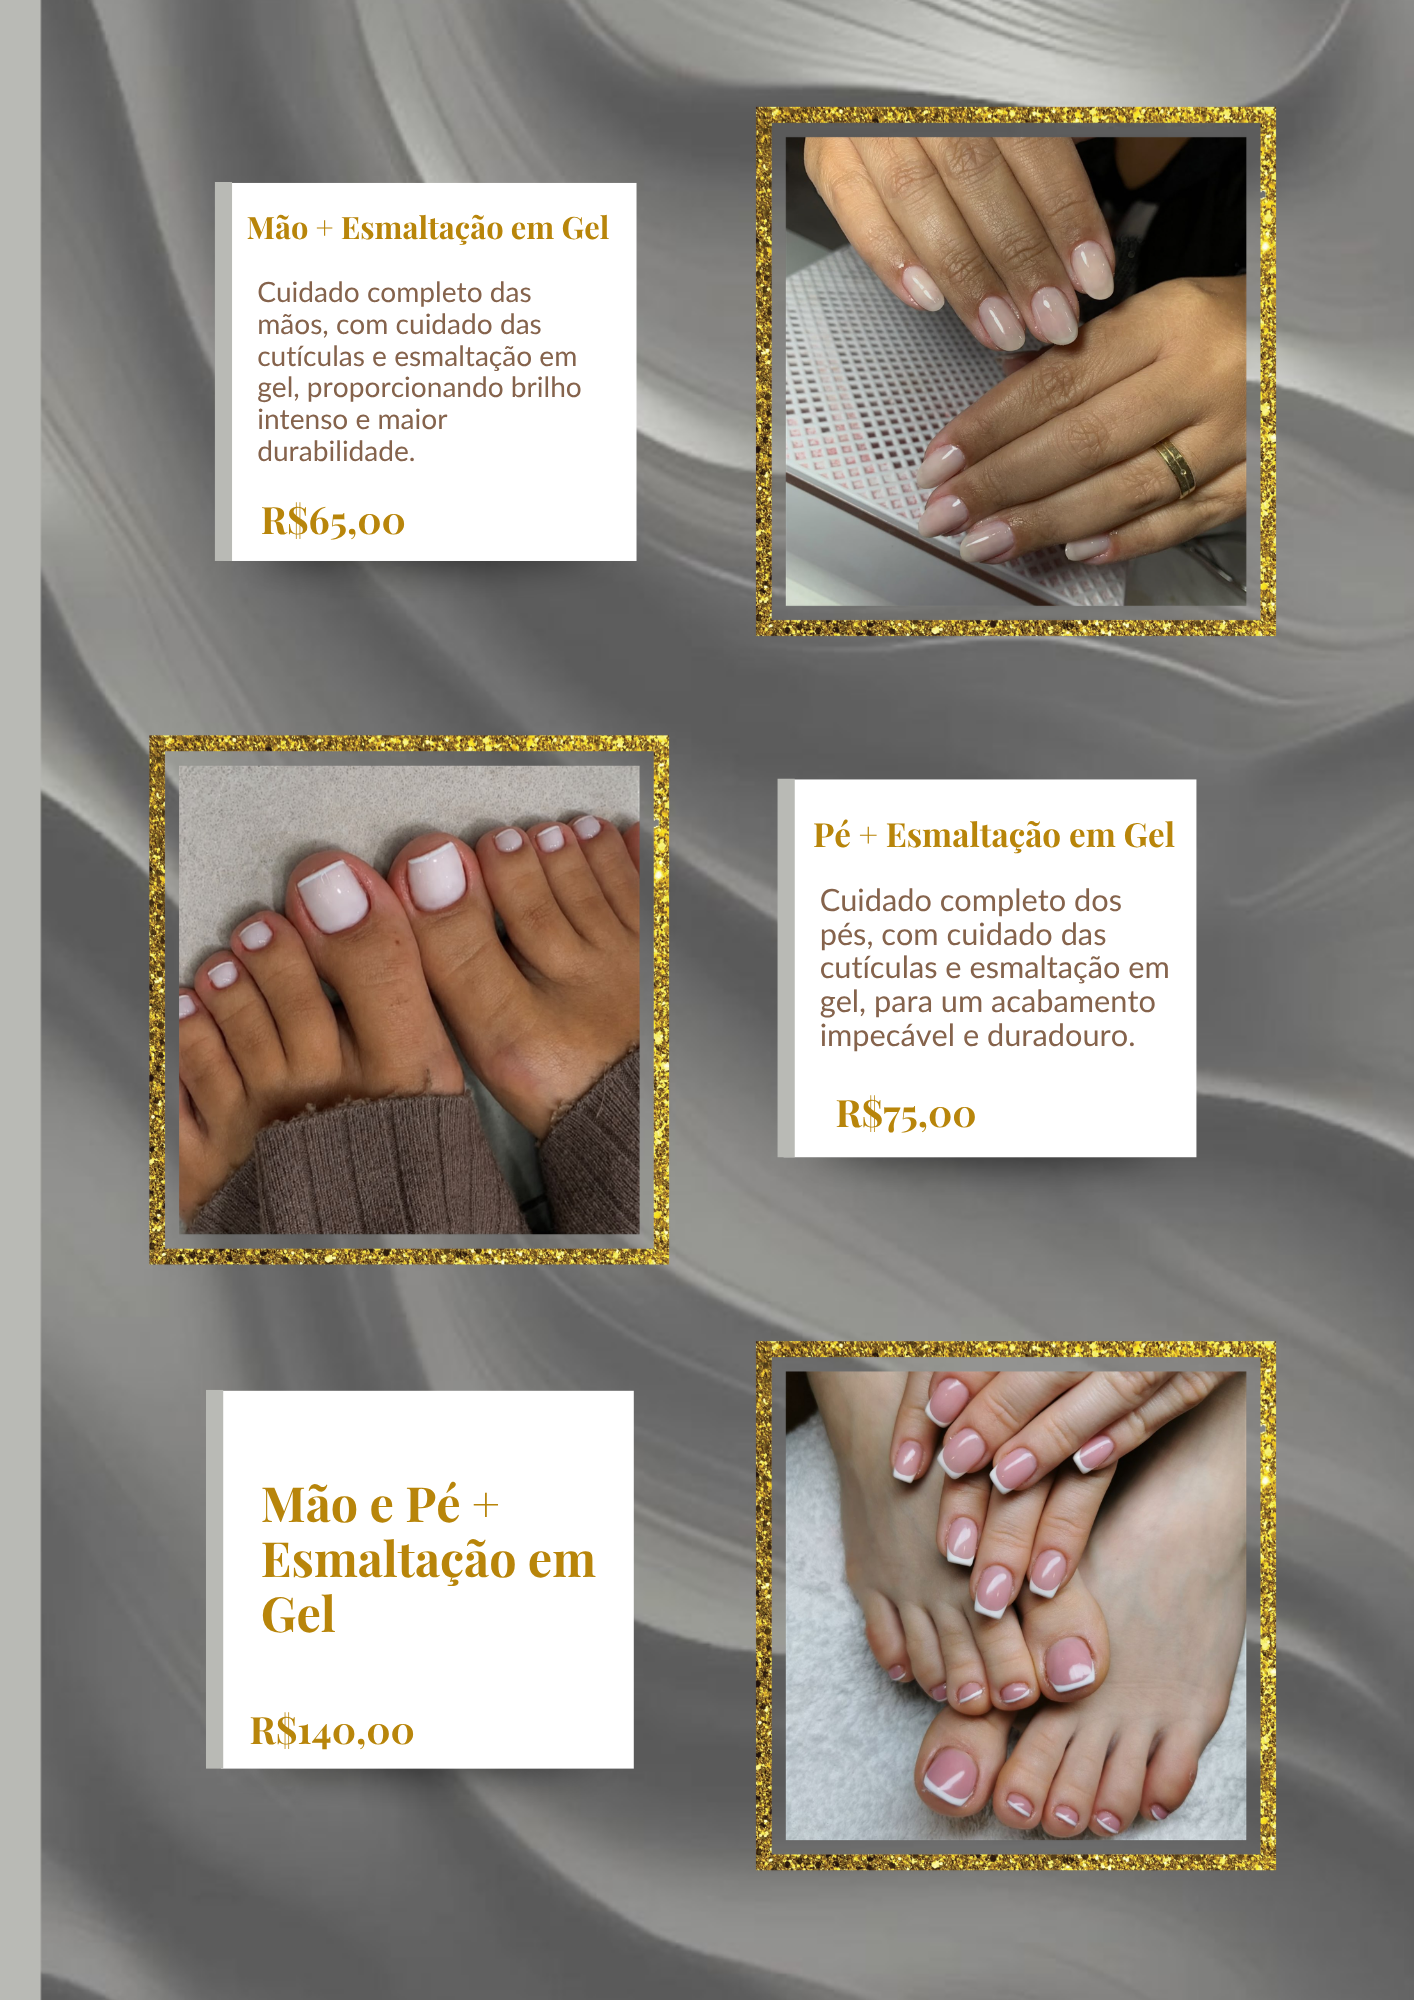 Mão + Esmaltação em Gel
Cuidado completo das
mãos, com cuidado das
cutículas e esmaltação em
gel, proporcionando brilho
intenso e maior
durabilidade.
R$65,00
Pé + Esmaltação em Gel
Cuidado completo dos
pés, com cuidado das
cutículas e esmaltação em
gel, para um acabamento
impecável e duradouro.
R$75,00
Mão e Pé +
Esmaltação em
Gel
R$140,00